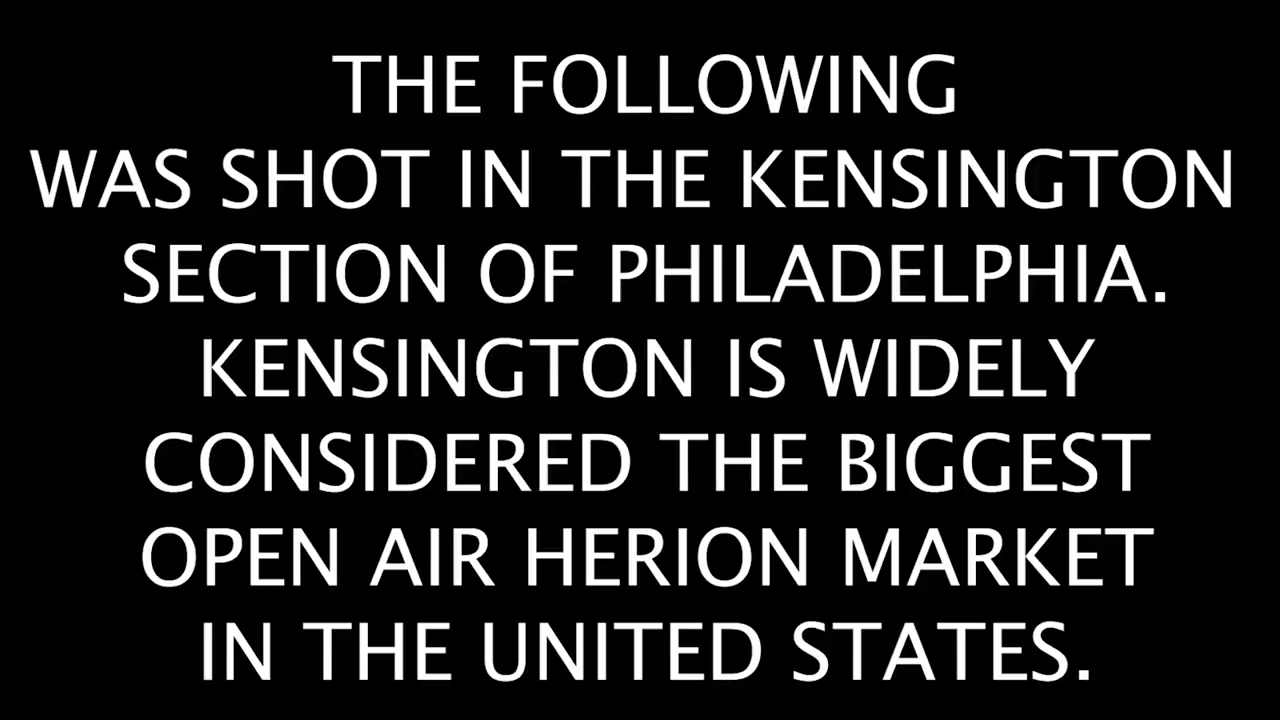 THE FOLLOWING
WAS SHOT IN THE KENSINGTON
SECTION OF PHILADELPHIA.
KENSINGTON IS WIDELY
CONSIDERED THE BIGGEST
OPEN AIR HERION MARKET
IN THE UNITED STATES.